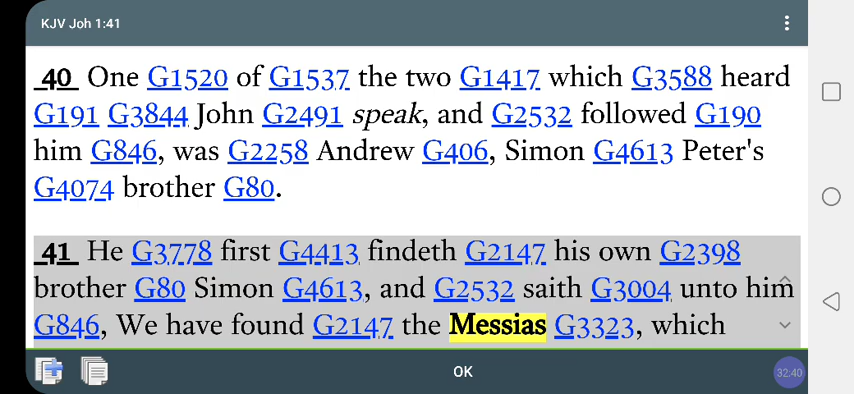 KJV Joh 1:41
40 One G1520 of G1537 the two G1417 which G3588 heard
G191 G3844 John G2491 speak, and G2532 followed G190
him G846, was G2258 Andrew G406, Simon G4613 Peter's
G4074 brother G80.
41 He G3778 first G4413 findeth G2147 his own G2398
brother G80 Simon G4613, and G2532 saith G3004 unto him
G846, We have found G2147 the Messias G3323, which
OK
32:40